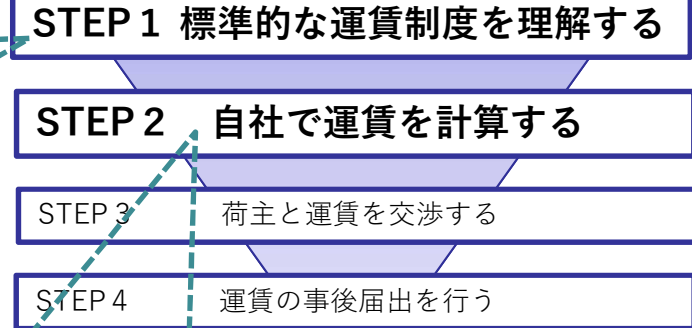 STEP1 標準的な運賃制度を理解する
STEP2 自社で運賃を計算する
STEP3 荷主と運賃を交渉する
STEP4 運賃の事後届出を行う